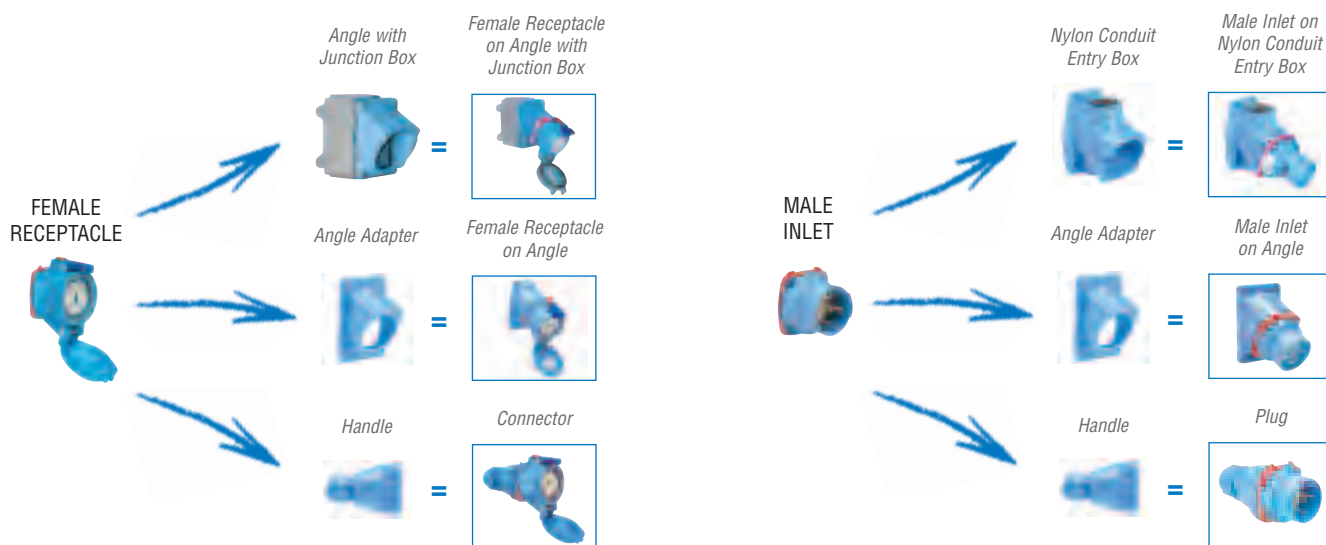 FEMALE
RECEPTACLE
Angle with
Junction Box
=
Female Receptacle
on Angle with
Junction Box
Angle Adapter
=
Female Receptacle
on Angle
Handle
=
Connector
MALE
INLET
Nylon Conduit
Entry Box
=
Male Inlet on
Nylon Conduit
Entry Box
Angle Adapter
=
Male Inlet
on Angle
Handle
=
Plug